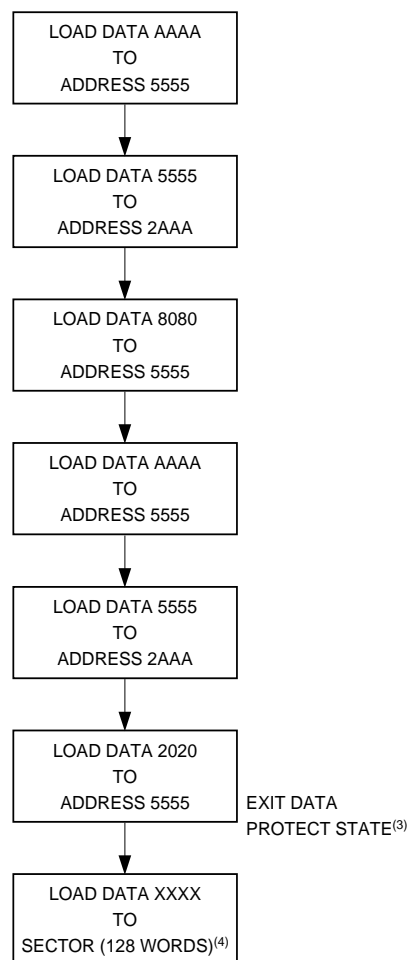 LOAD DATA AAAA
TO
ADDRESS 5555
LOAD DATA 5555
TO
ADDRESS 2AAA
LOAD DATA 8080
TO
ADDRESS 5555
LOAD DATA AAAA
TO
ADDRESS 5555
LOAD DATA 5555
TO
ADDRESS 2AAA
LOAD DATA 2020
TO
ADDRESS 5555
EXIT DATA
PROTECT STATE(3)
LOAD DATA XXXX
TO
SECTOR (128 WORDS)(4)